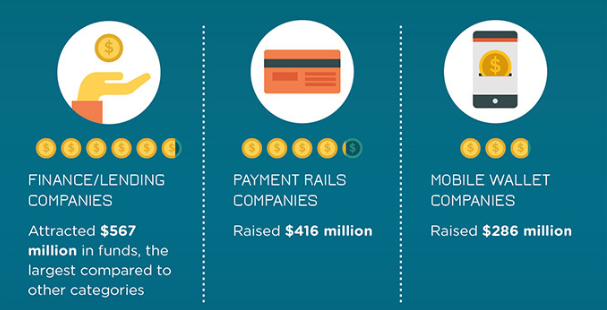 FINANCE/LENDING
COMPANIES
Attracted $567
million in funds, the
largest compared to
other categories
PAYMENT RAILS
COMPANIES
Raised $416 million
MOBILE WALLET
COMPANIES
Raised $286 million